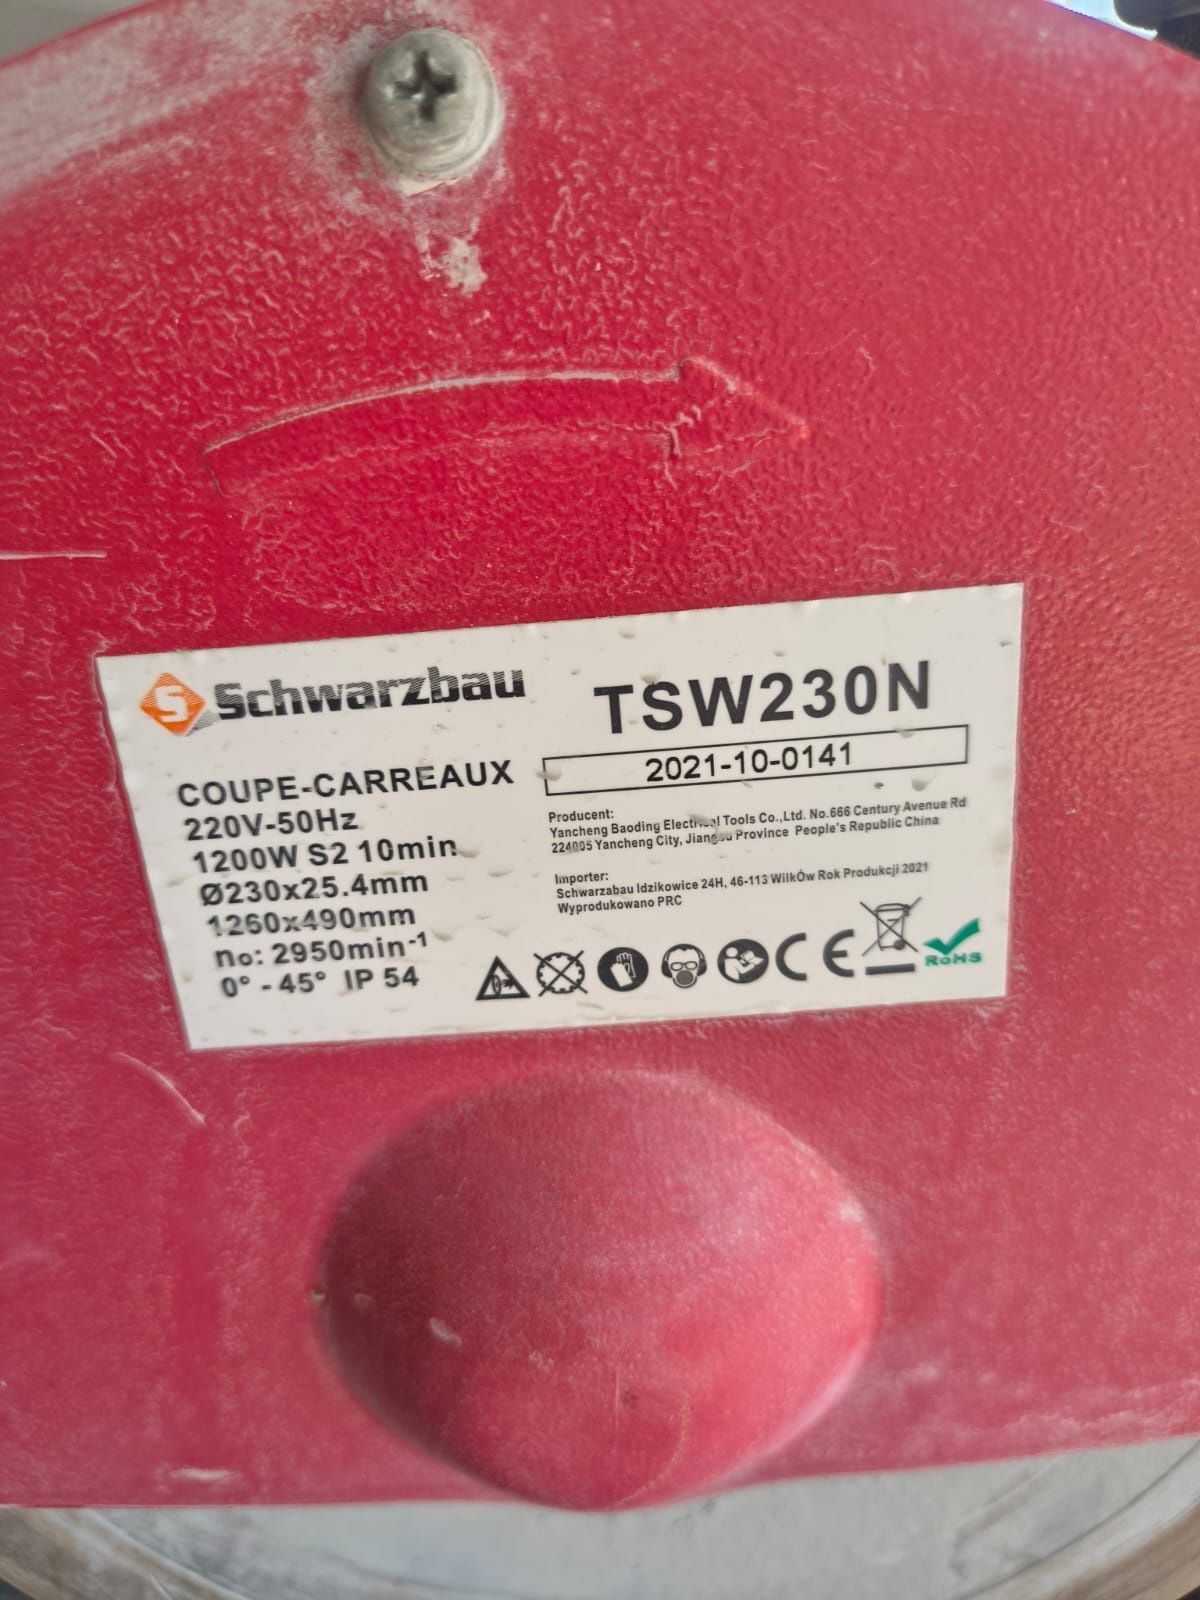 Schwarzbau
TSW230N
2021-10-0141
COUPE-CARREAUX
220V-50Hz
1200W S2 10min
Ø230x25.4mm
1260x490mm
no: 2950min-1
0° - 45° IP 54
Producent:
Yancheng Baoding Electrical Tools Co.,Ltd. No.666 Century Avenue Rd
224005 Yancheng City, Jiangsu Province People's Republic China
Importer:
Schwarzabau Idzikowice 24H, 46-113 WilkÓw Rok Produkcji 2021
Wyprodukowano PRC
CE
RoHS